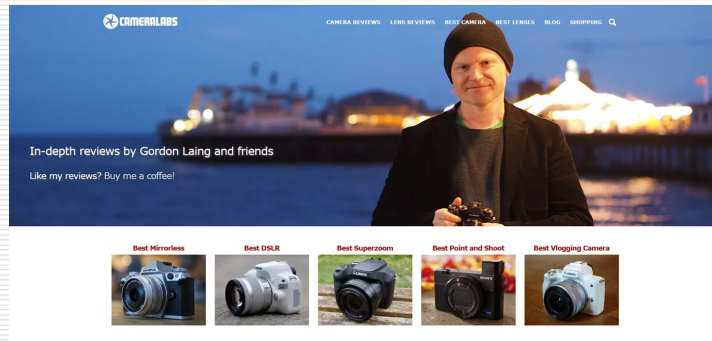 CAMERALABS
CAMERA REVIEWS LENS REVIEWS BEST CAMERA BEST LENSES BLOG SHOPPING
In-depth reviews by Gordon Laing and friends
Like my reviews? Buy me a coffee!
Best Mirrorless Best DSLR Best Superzoom Best Point and Shoot Best Vlogging Camera
LUMIX
SONY